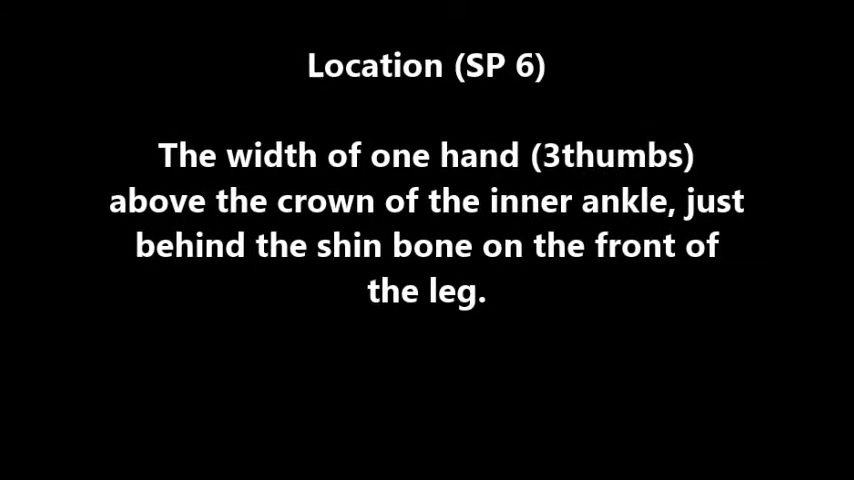 Location (SP 6)
The width of one hand (3thumbs)
above the crown of the inner ankle, just
behind the shin bone on the front of
the leg.